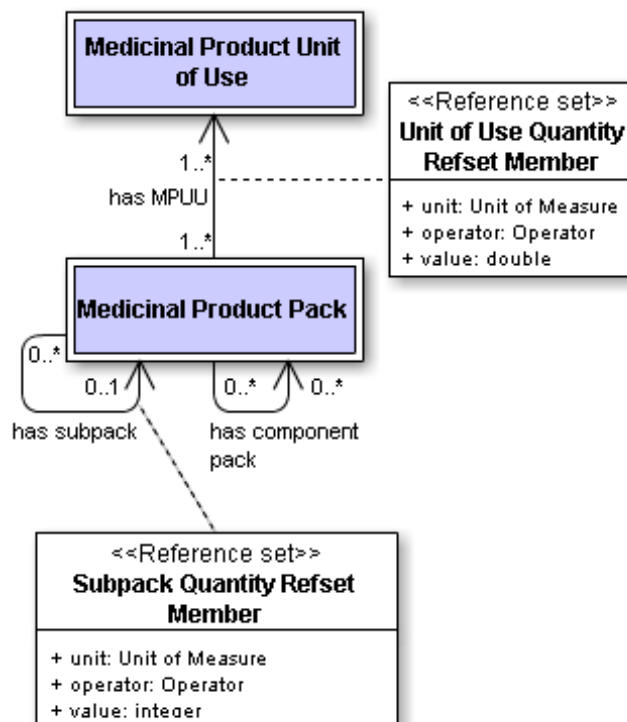 Medicinal Product Unit
of Use
<<Reference set>>
Unit of Use Quantity
Refset Member
+ unit: Unit of Measure
+ operator: Operator
+ value: double
1..*
has MPUU
1..*
Medicinal Product Pack
0..*
0..1
0..*
0..*
has subpack
has component
pack
<<Reference set>>
Subpack Quantity Refset
Member
+ unit: Unit of Measure
+ operator: Operator
+ value: integer